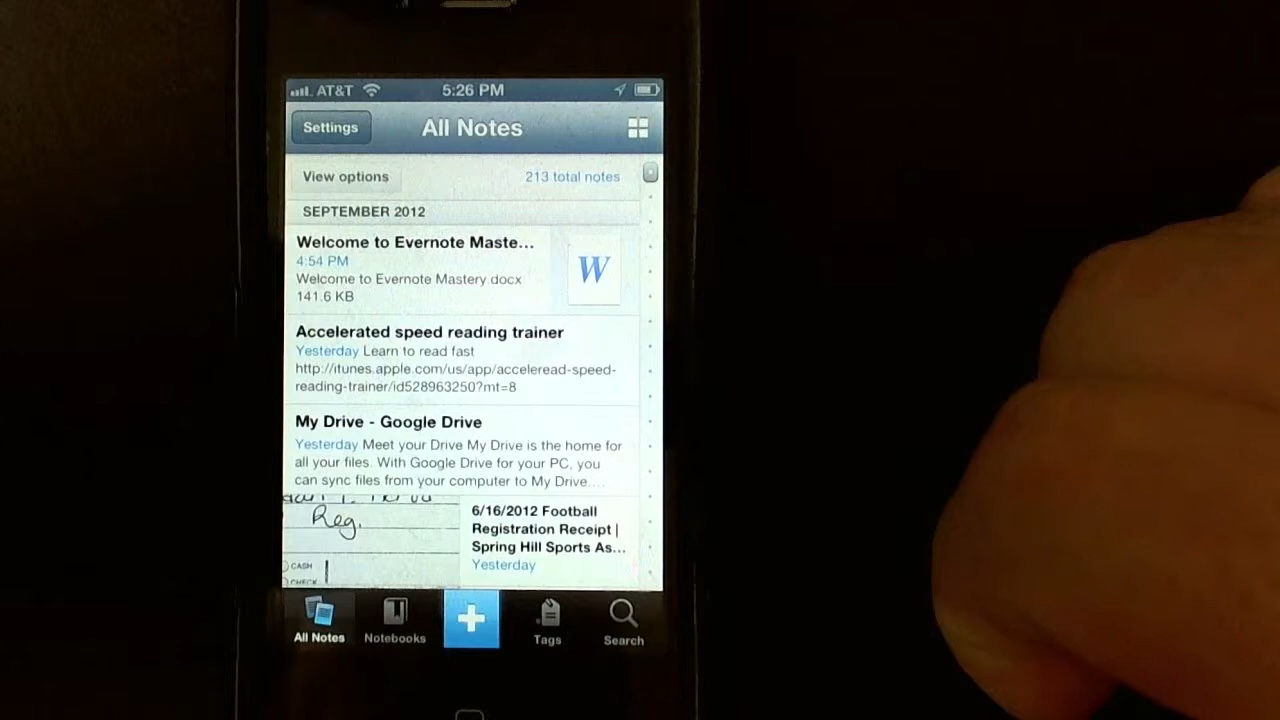 AT&T 5:26 PM
Settings All Notes
View options 213 total notes
SEPTEMBER 2012
Welcome to Evernote Maste...
4:54 PM
Welcome to Evernote Mastery.docx
141.6 KB
W
Accelerated speed reading trainer
Yesterday Learn to read fast
http://itunes.apple.com/us/app/acceleread-speed-
reading-trainer/id528963250?mt=8
My Drive - Google Drive
Yesterday Meet your Drive My Drive is the home for
all your files. With Google Drive for your PC, you
can sync files from your computer to My Drive....
Reg.
CASH
CHECK
6/16/2012 Football
Registration Receipt |
Spring Hill Sports As...
Yesterday
All Notes Notebooks Tags Search